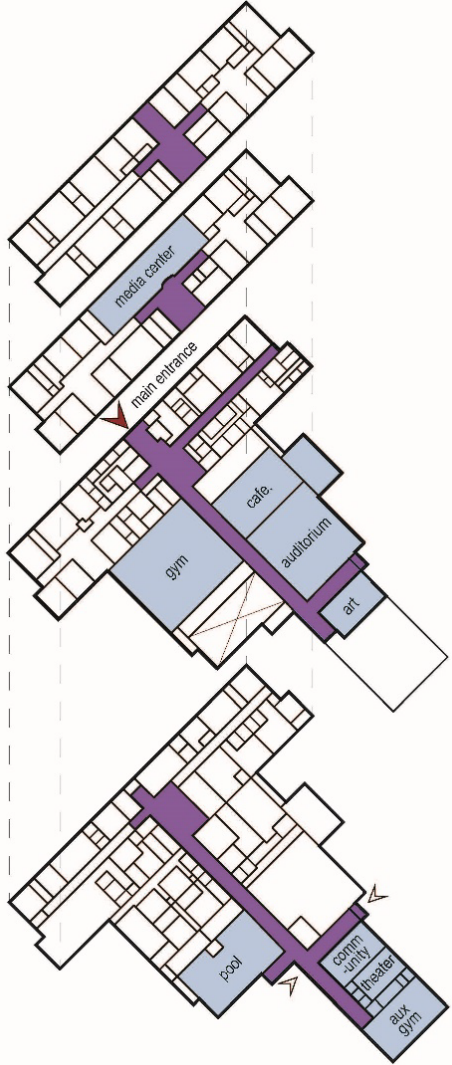 media center
main entrance
cafe.
auditorium
gym
art
comm
-unity
theater
pool
aux
gym